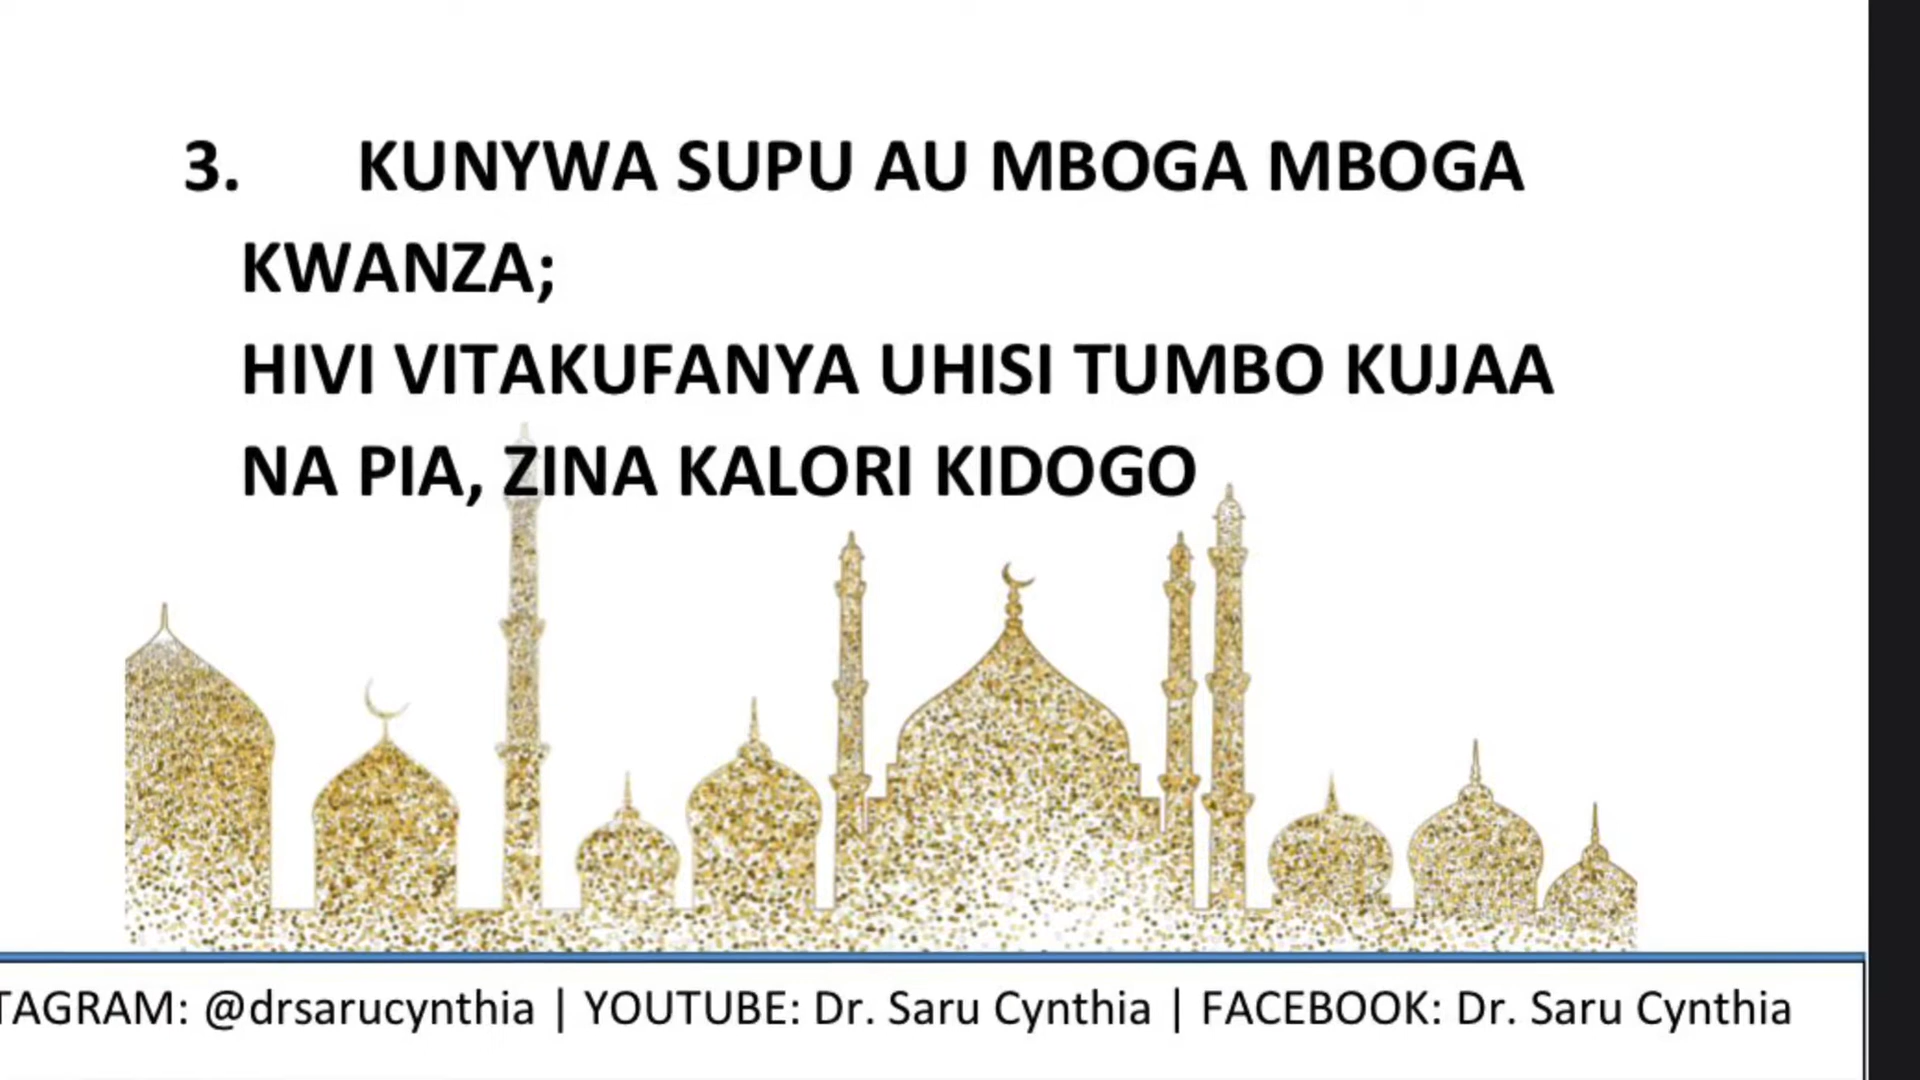 3. KUNYWA SUPU AU MBOGA MBOGA
KWANZA;
HIVI VITAKUFANYA UHISI TUMBO KUJAA
NA PIA, ZINA KALORI KIDOGO
TAGRAM: @drsarucynthia | YOUTUBE: Dr. Saru Cynthia | FACEBOOK: Dr. Saru Cynthia